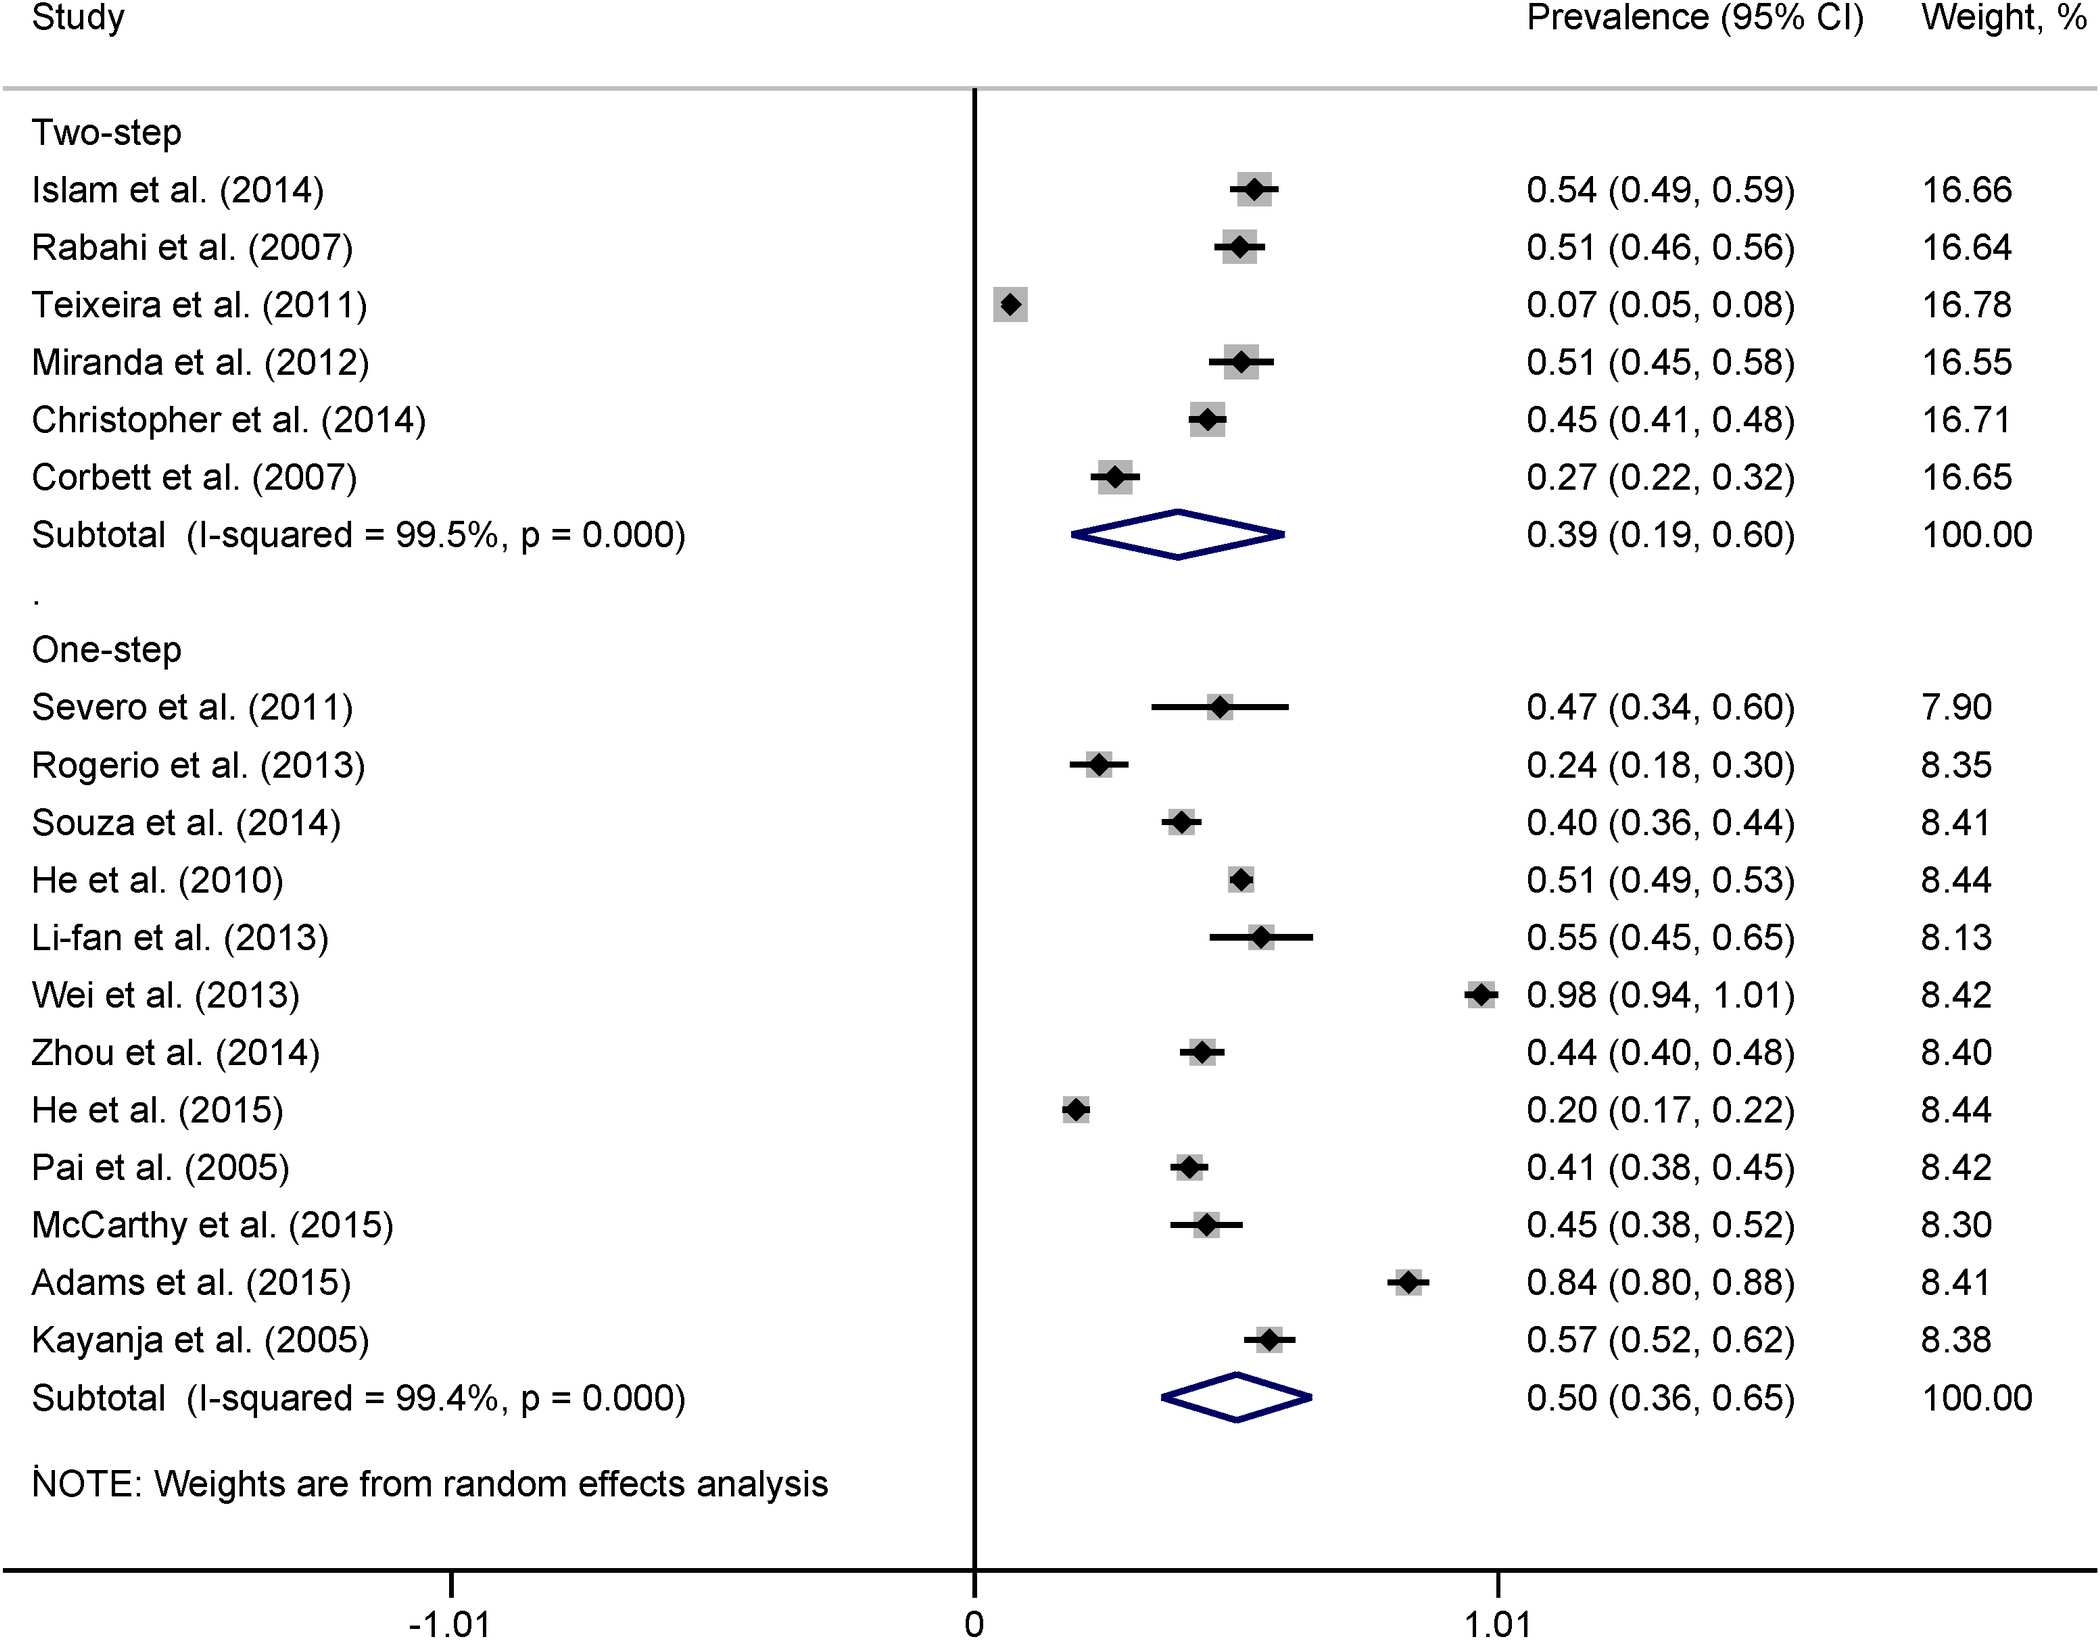 Study Prevalence (95% CI) Weight, %
Two-step
Islam et al. (2014) 0.54 (0.49, 0.59) 16.66
Rabahi et al. (2007) 0.51 (0.46, 0.56) 16.64
Teixeira et al. (2011) 0.07 (0.05, 0.08) 16.78
Miranda et al. (2012) 0.51 (0.45, 0.58) 16.55
Christopher et al. (2014) 0.45 (0.41, 0.48) 16.71
Corbett et al. (2007) 0.27 (0.22, 0.32) 16.65
Subtotal (I-squared = 99.5%, p = 0.000) 0.39 (0.19, 0.60) 100.00
.
One-step
Severo et al. (2011) 0.47 (0.34, 0.60) 7.90
Rogerio et al. (2013) 0.24 (0.18, 0.30) 8.35
Souza et al. (2014) 0.40 (0.36, 0.44) 8.41
He et al. (2010) 0.51 (0.49, 0.53) 8.44
Li-fan et al. (2013) 0.55 (0.45, 0.65) 8.13
Wei et al. (2013) 0.98 (0.94, 1.01) 8.42
Zhou et al. (2014) 0.44 (0.40, 0.48) 8.40
He et al. (2015) 0.20 (0.17, 0.22) 8.44
Pai et al. (2005) 0.41 (0.38, 0.45) 8.42
McCarthy et al. (2015) 0.45 (0.38, 0.52) 8.30
Adams et al. (2015) 0.84 (0.80, 0.88) 8.41
Kayanja et al. (2005) 0.57 (0.52, 0.62) 8.38
Subtotal (I-squared = 99.4%, p = 0.000) 0.50 (0.36, 0.65) 100.00
.
NOTE: Weights are from random effects analysis
-1.01 0 1.01